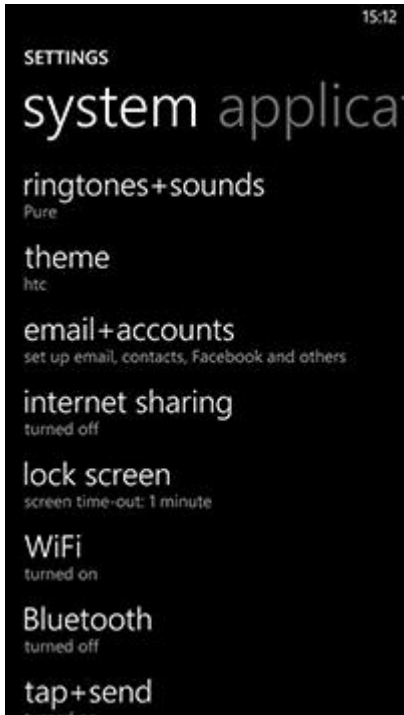 15:12
SETTINGS
system applica
ringtones+sounds
Pure
theme
htc
email+accounts
set up email, contacts, Facebook and others
internet sharing
turned off
lock screen
screen time-out: 1 minute
WiFi
turned on
Bluetooth
turned off
tap+send